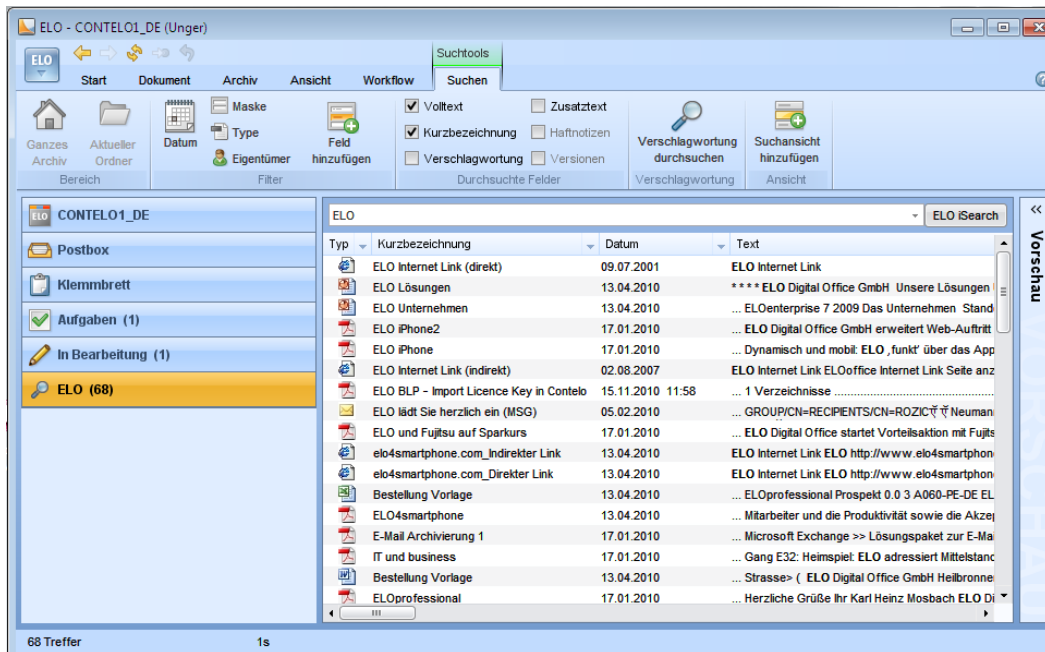 ELO - CONTELO1_DE (Unger)
ELO
Suchtools
Start Dokument Archiv Ansicht Workflow Suchen
Ganzes Archiv
Aktueller Ordner
Bereich
Datum
Maske
Type
Eigentümer
Feld hinzufügen
Filter
Volltext Zusatztext
Kurzbezeichnung Haftnotizen
Verschlagwortung Versionen
Durchsuchte Felder
Verschlagwortung durchsuchen
Verschlagwortung
Suchansicht hinzufügen
Ansicht
ELO CONTELO1_DE
Postbox
Klemmbrett
Aufgaben (1)
In Bearbeitung (1)
ELO (68)
ELO ELO iSearch
Typ Kurzbezeichnung Datum Text
ELO Internet Link (direkt) 09.07.2001 ELO Internet Link
ELO Lösungen 13.04.2010 * * * * ELO Digital Office GmbH Unsere Lösungen
ELO Unternehmen 13.04.2010 ... ELOenterprise 7 2009 Das Unternehmen Stand
ELO iPhone2 17.01.2010 ... ELO Digital Office GmbH erweitert Web-Auftritt
ELO iPhone 17.01.2010 ... Dynamisch und mobil: ELO ‚funkt' über das App
ELO Internet Link (indirekt) 02.08.2007 ELO Internet Link ELOoffice Internet Link Seite anz
ELO BLP - Import Licence Key in Contelo 15.11.2010 11:58 ... 1 Verzeichnisse ........................................
ELO lädt Sie herzlich ein (MSG) 05.02.2010 ... GROUP/CN=RECIPIENTS/CN=ROZIC Neuman
ELO und Fujitsu auf Sparkurs 17.01.2010 ... ELO Digital Office startet Vorteilsaktion mit Fujits
elo4smartphone.com_Indirekter Link 13.04.2010 ELO Internet Link ELO http://www.elo4smartphon
elo4smartphone.com_Direkter Link 13.04.2010 ELO Internet Link ELO http://www.elo4smartphon
Bestellung Vorlage 13.04.2010 ... ELOprofessional Prospekt 0.0 3 A060-PE-DE EL
ELO4smartphone 13.04.2010 ... Mitarbeiter und die Produktivität sowie die Akzep
E-Mail Archivierung 1 17.01.2010 ... Microsoft Exchange >> Lösungspaket zur E-Mai
IT und business 17.01.2010 ... Gang E32: Heimspiel: ELO adressiert Mittelstand
Bestellung Vorlage 13.04.2010 ... Strasse> ( ELO Digital Office GmbH Heilbronne
ELOprofessional 17.01.2010 ... Herzliche Grüße Ihr Karl Heinz Mosbach ELO Di
Vorschau
VORSCHAU
68 Treffer 1s